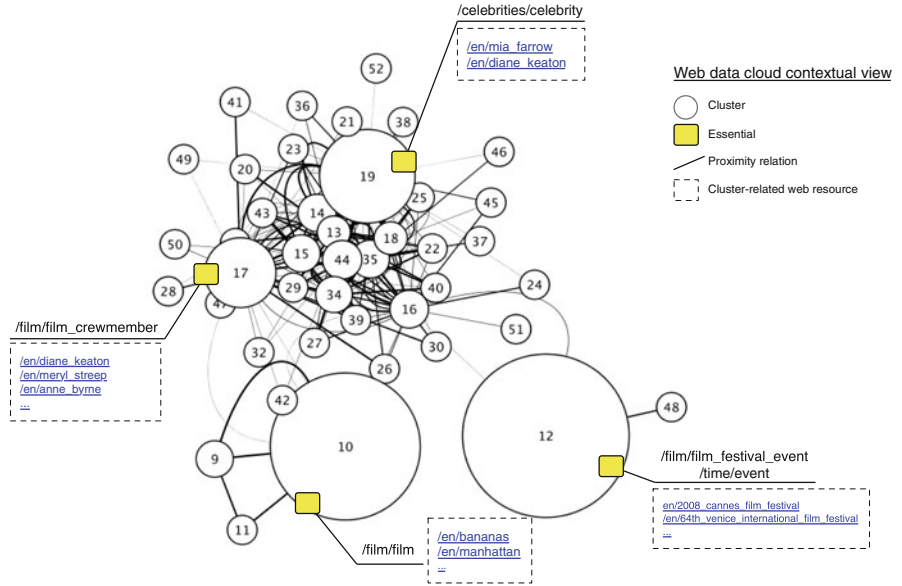 /celebrities/celebrity
/en/mia_farrow
/en/diane_keaton
Web data cloud contextual view
Cluster
Essential
Proximity relation
Cluster-related web resource
52
41
36
21
38
23
46
49
20
19
25
45
43
14
13
18
37
50
15
44
35
22
17
28
29
34
40
24
47
16
39
51
27
30
32
26
/film/film_crewmember
/en/diane_keaton
/en/meryl_streep
/en/anne_byrne
...
42
48
10
12
9
11
/film/film_festival_event
/time/event
en/2008_cannes_film_festival
/en/64th_venice_international_film_festival
...
/film/film
/en/bananas
/en/manhattan
...